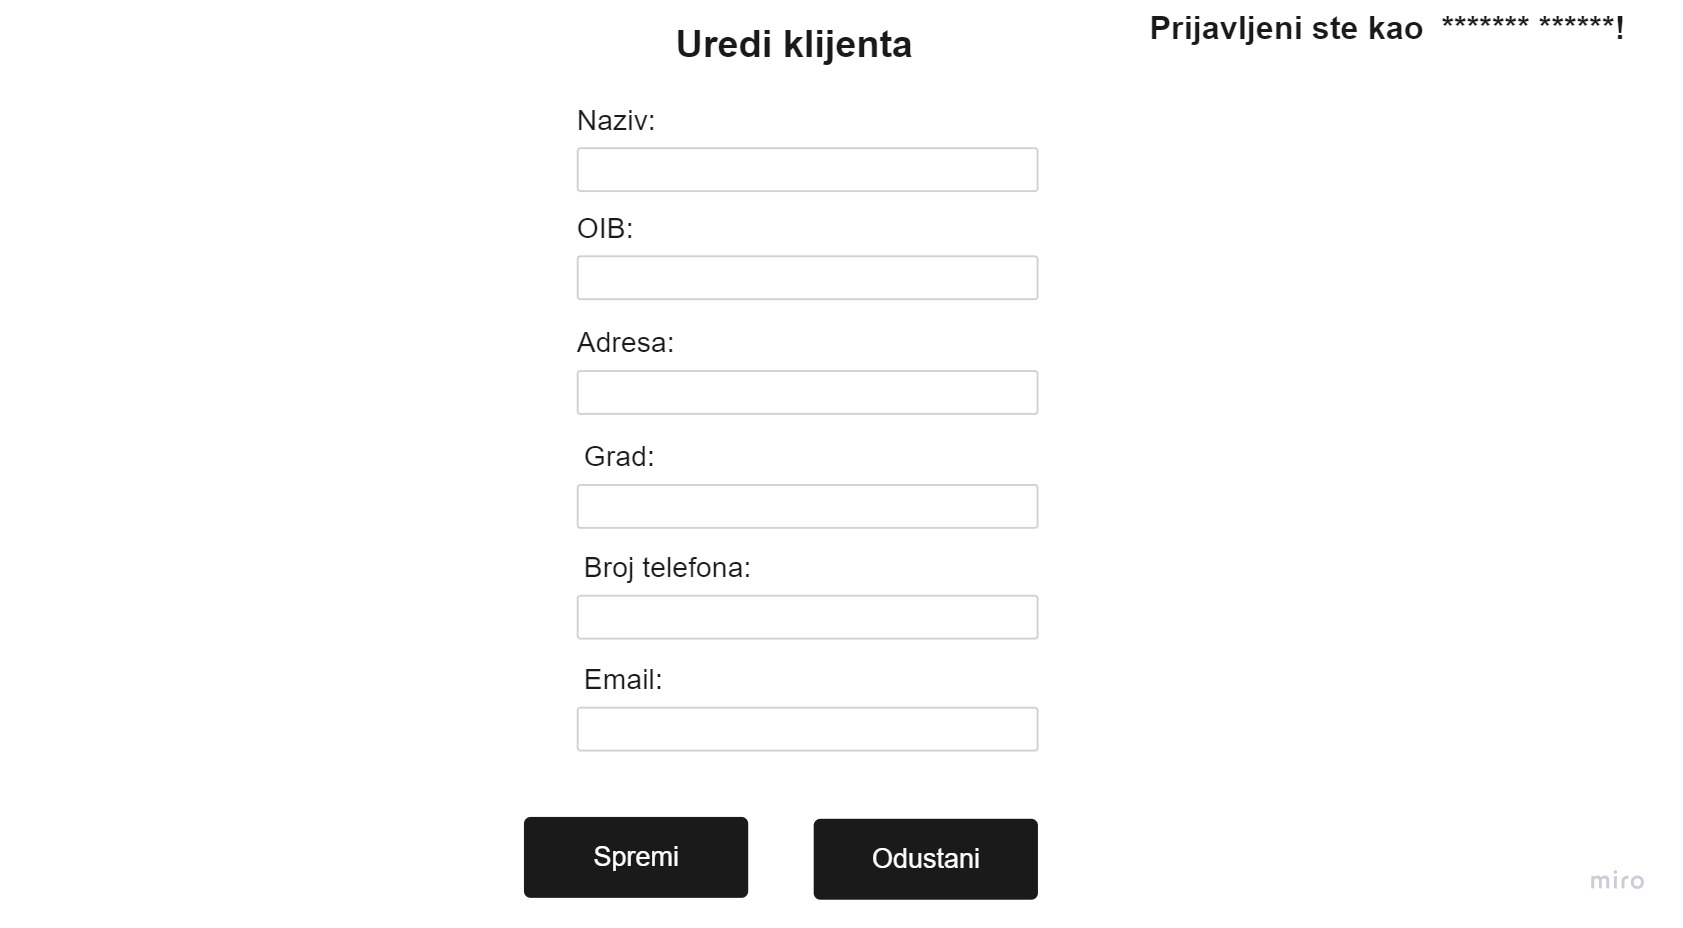 Uredi klijenta
Prijavljeni ste kao ******* ******!
Naziv:
OIB:
Adresa:
Grad:
Broj telefona:
Email:
Spremi
Odustani
miro